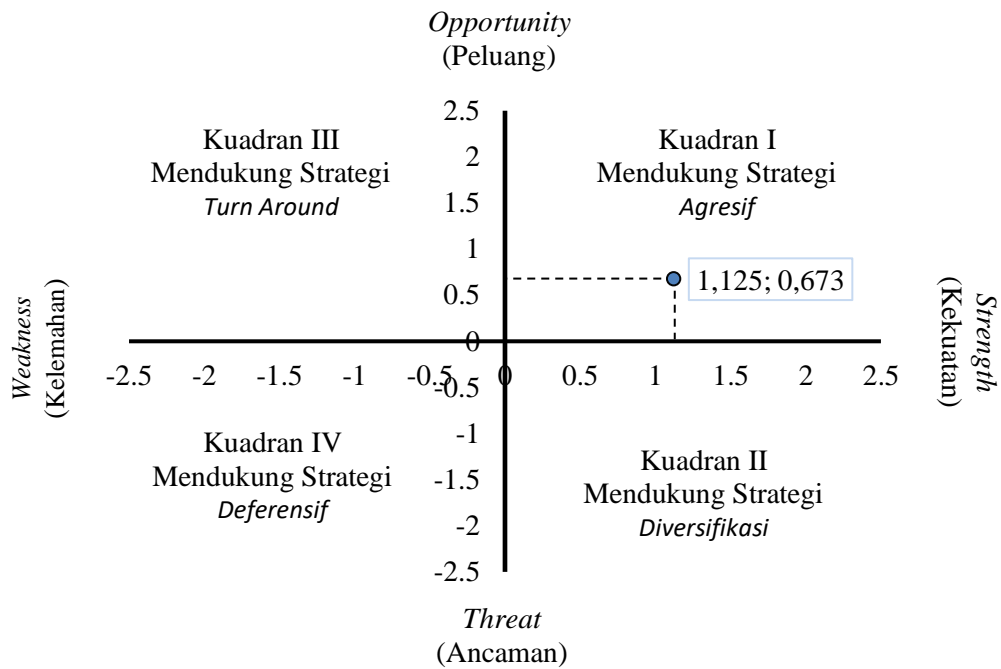 Opportunity
(Peluang)
2.5
Kuadran III
Mendukung Strategi
Turn Around
2
1.5
1
0.5
0
Kuadran I
Mendukung Strategi
Agresif
1,125; 0,673
Weakness
(Kelemahan)
Strength
(Kekuatan)
-2.5 -2 -1.5 -1 -0.5 0 0.5 1 1.5 2 2.5
-0.5
-1
-1.5
-2
-2.5
Kuadran IV
Mendukung Strategi
Deferensif
Kuadran II
Mendukung Strategi
Diversifikasi
Threat
(Ancaman)